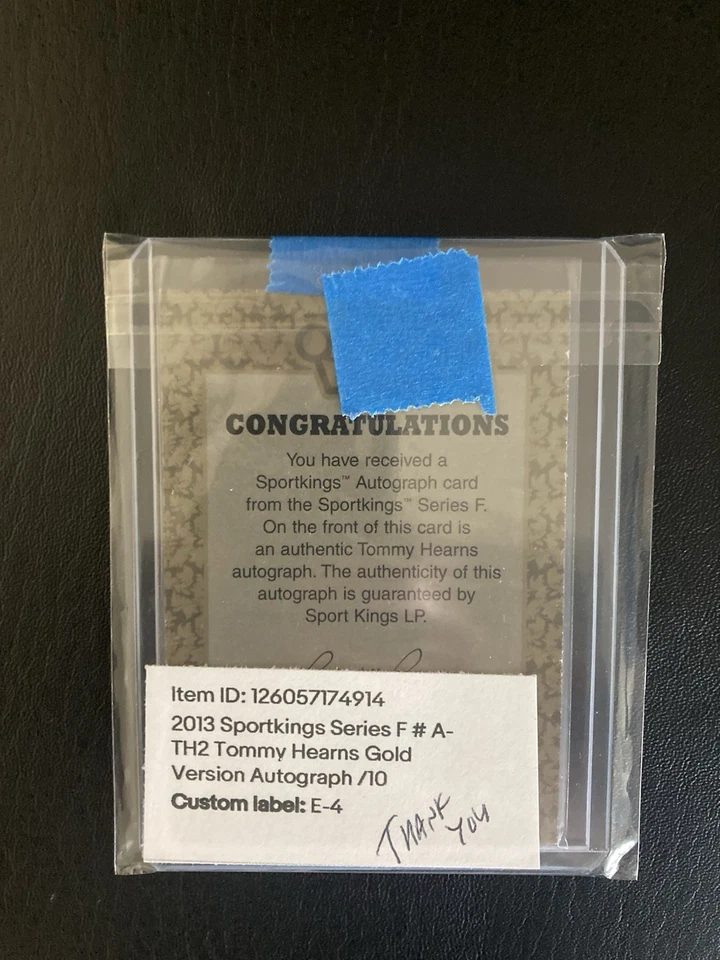 CONGRATULATIONS
You have received a
Sportkings™ Autograph card
from the Sportkings™ Series F.
On the front of this card is
an authentic Tommy Hearns
autograph. The authenticity of this
autograph is guaranteed by
Sport Kings LP.
Item ID: 126057174914
2013 Sportkings Series F # A-
TH2 Tommy Hearns Gold
Version Autograph /10
Custom label: E-4
THANK
YOU